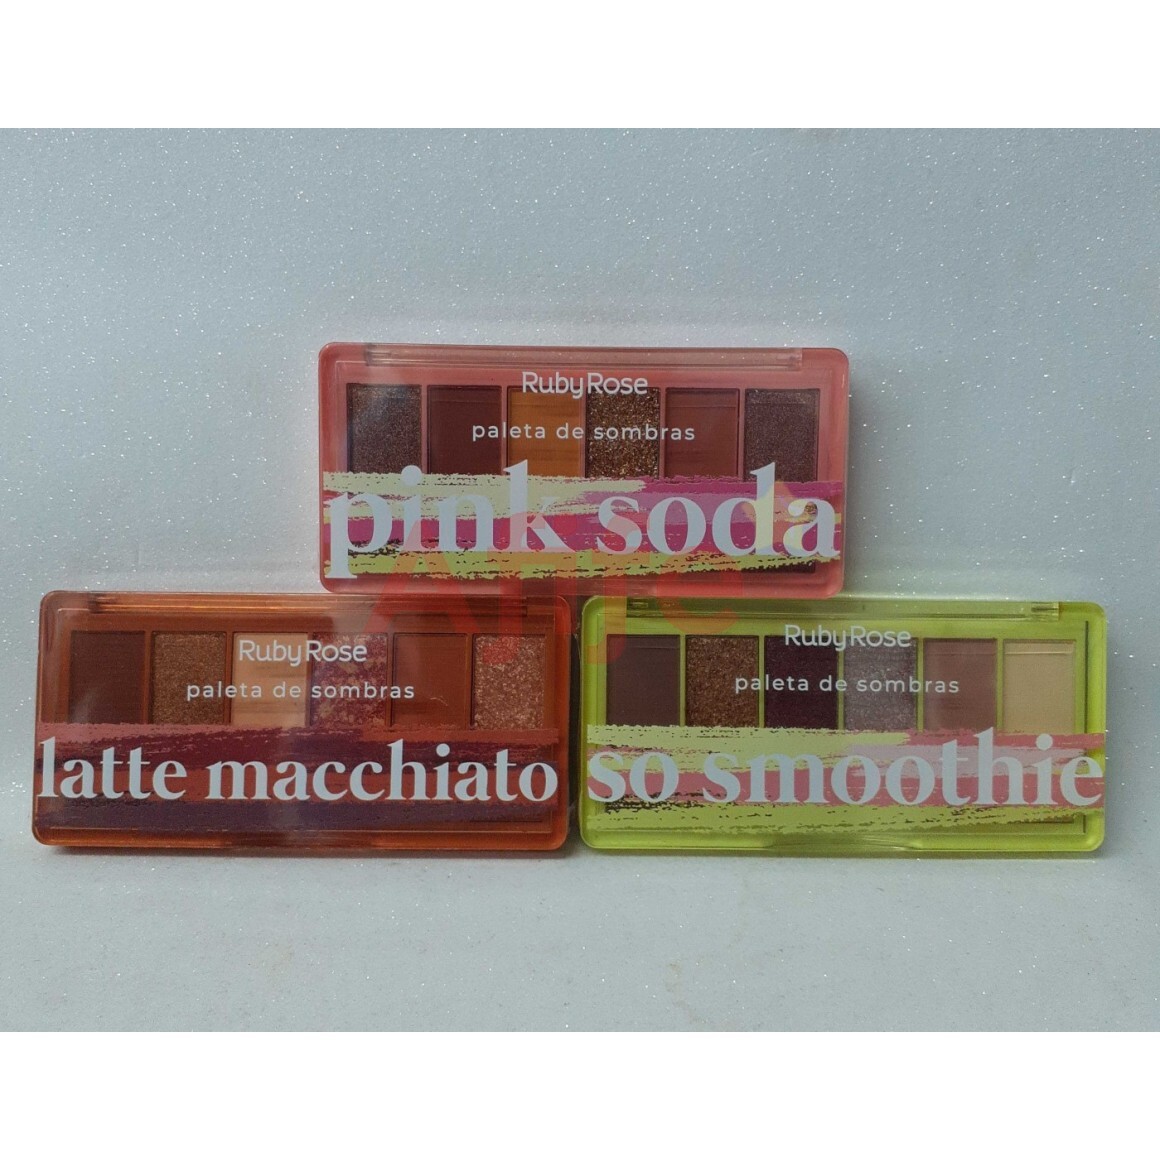 RubyRose
paleta de sombras
pink soda
RubyRose
paleta de sombras
latte macchiato
RubyRose
paleta de sombras
so smoothie